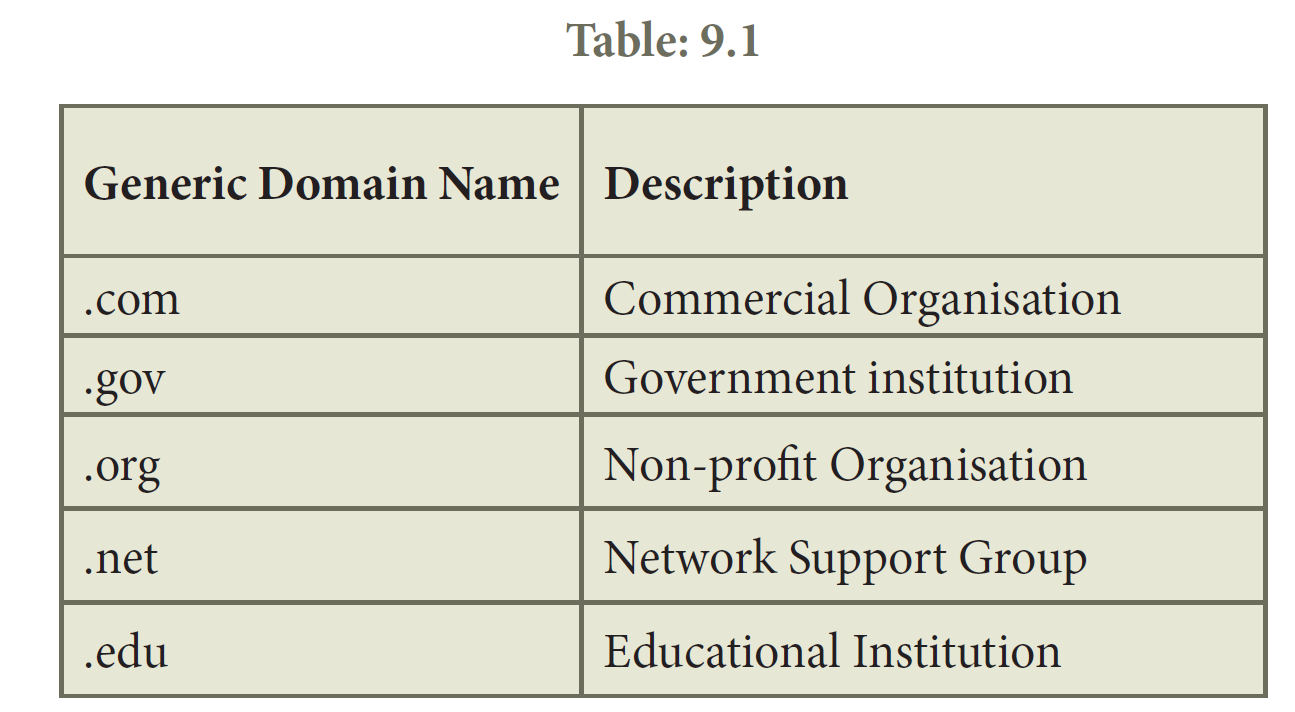 Table: 9.1
Generic Domain Name Description
.com Commercial Organisation
.gov Government institution
.org Non-profit Organisation
.net Network Support Group
.edu Educational Institution